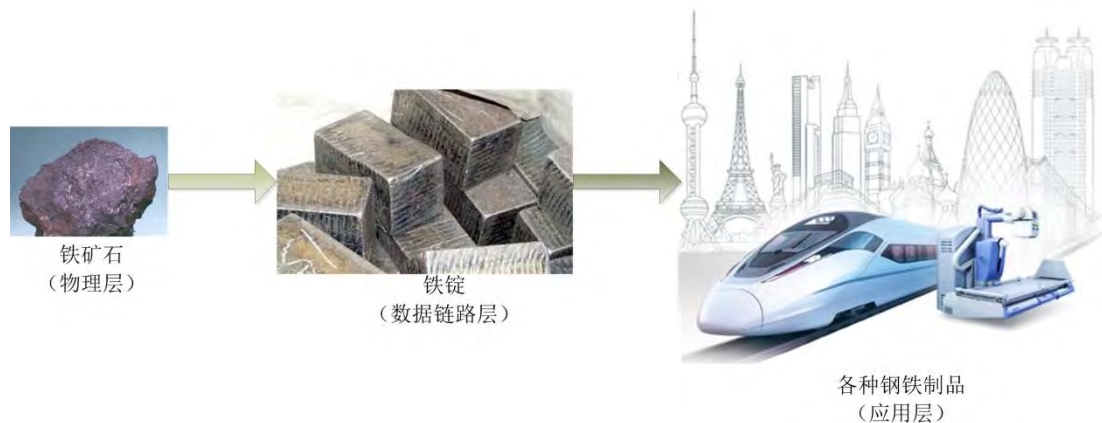 铁矿石
（物理层）
铁锭
（数据链路层）
各种钢铁制品
（应用层）